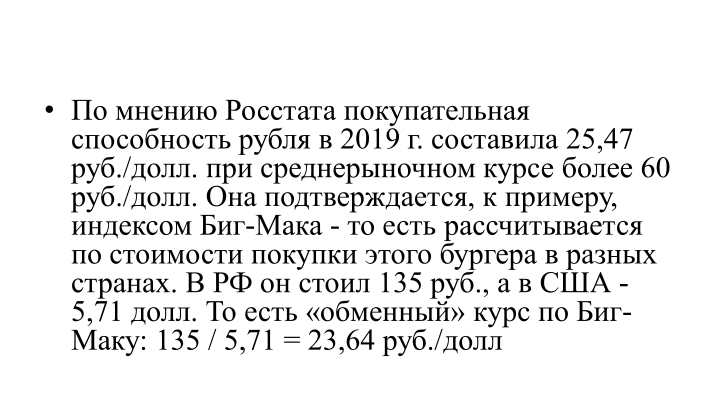 • По мнению Росстата покупательная
способность рубля в 2019 г. составила 25,47
руб./долл. при среднерыночном курсе более 60
руб./долл. Она подтверждается, к примеру,
индексом Биг-Мака - то есть рассчитывается
по стоимости покупки этого бургера в разных
странах. В РФ он стоил 135 руб., а в США -
5,71 долл. То есть «обменный» курс по Биг-
Маку: 135 / 5,71 = 23,64 руб./долл